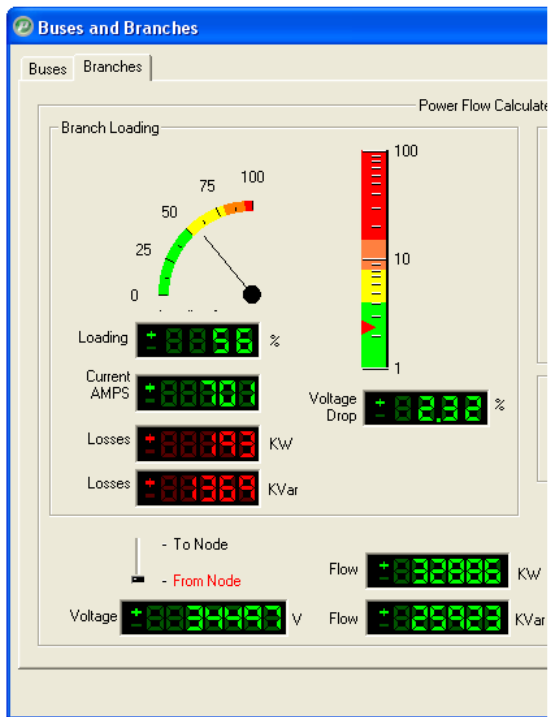 Buses and Branches
Buses Branches
Power Flow Calculate
Branch Loading
0 25 50 75 100
100
10
1
Loading + 56 %
Current AMPS + 701
Voltage Drop + 2.32 %
Losses + 193 KW
Losses + 1369 KVar
- To Node
- From Node
Flow + 32886 KW
Voltage + 34497 V
Flow + 25923 KVar